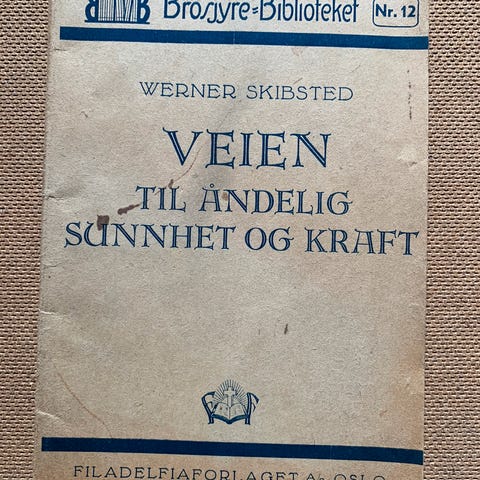 Brosjyre=Biblioteket
Nr. 12
WERNER SKIBSTED
VEIEN
TIL ÅNDELIG
SUNNHET OG KRAFT
FILADELFIAFORLAGET A/S OSLO